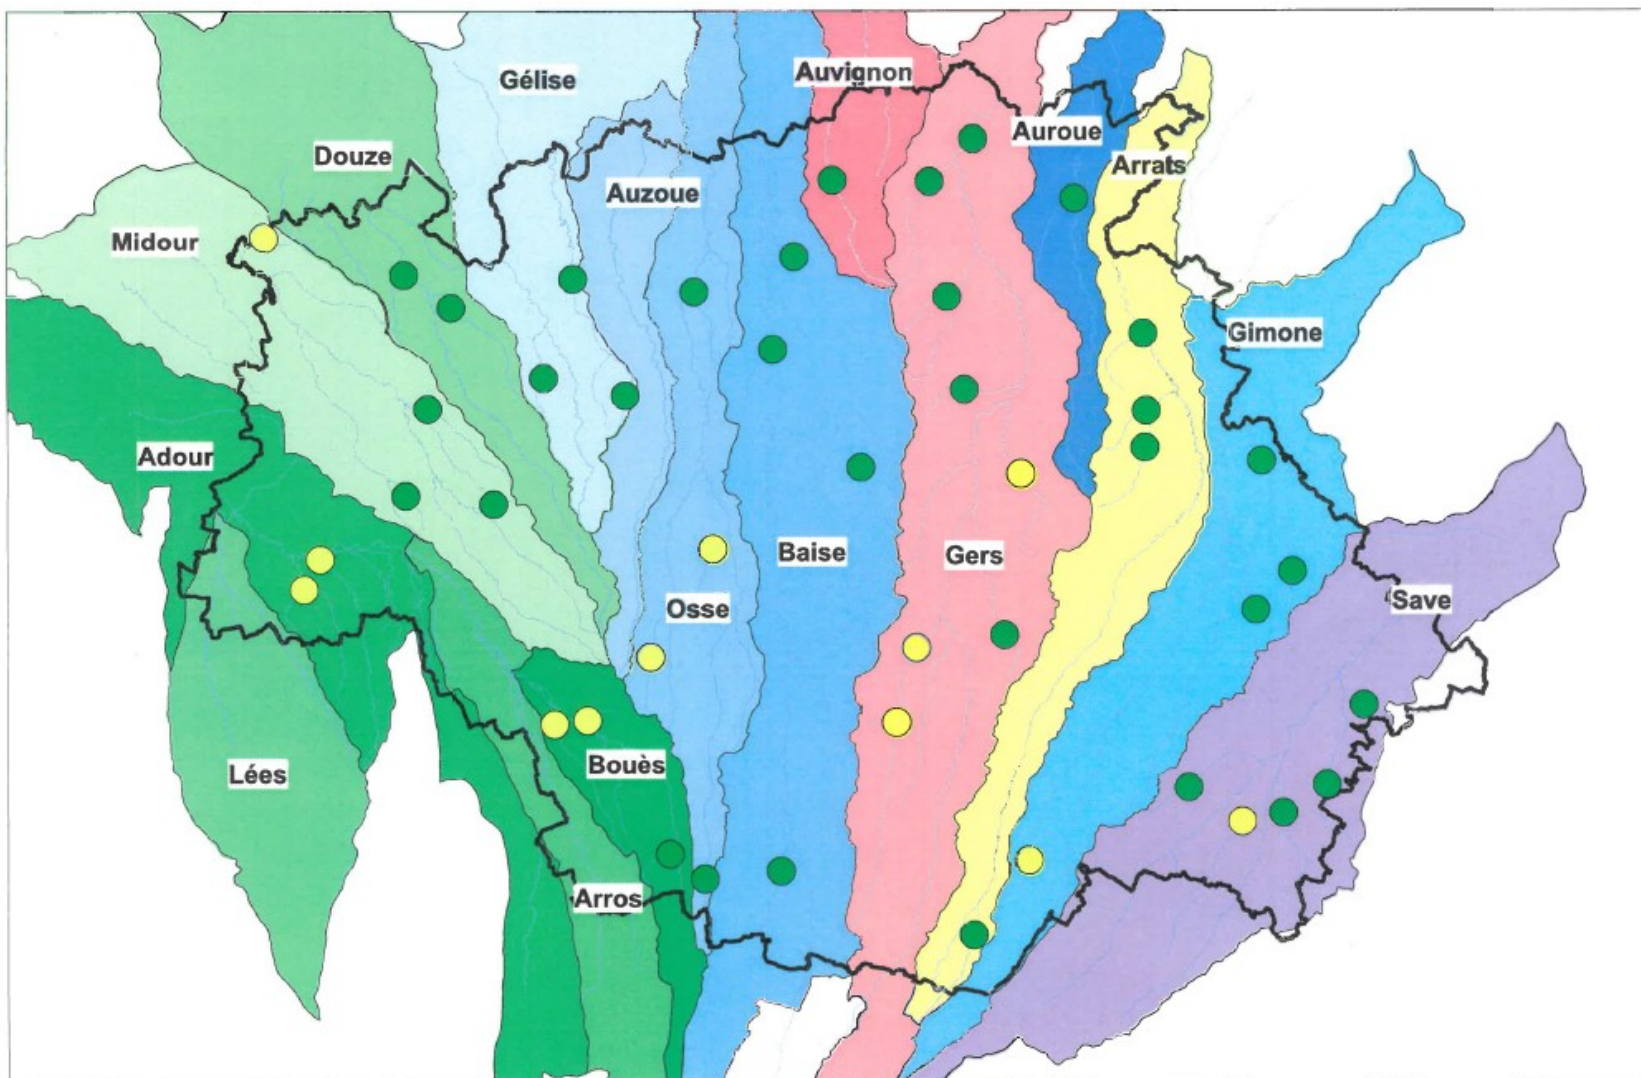 Gélise
Auvignon
Douze
Auroue
Arrats
Auzoue
Midour
Gimone
Adour
Baise
Gers
Osse
Save
Bouès
Lées
Arros